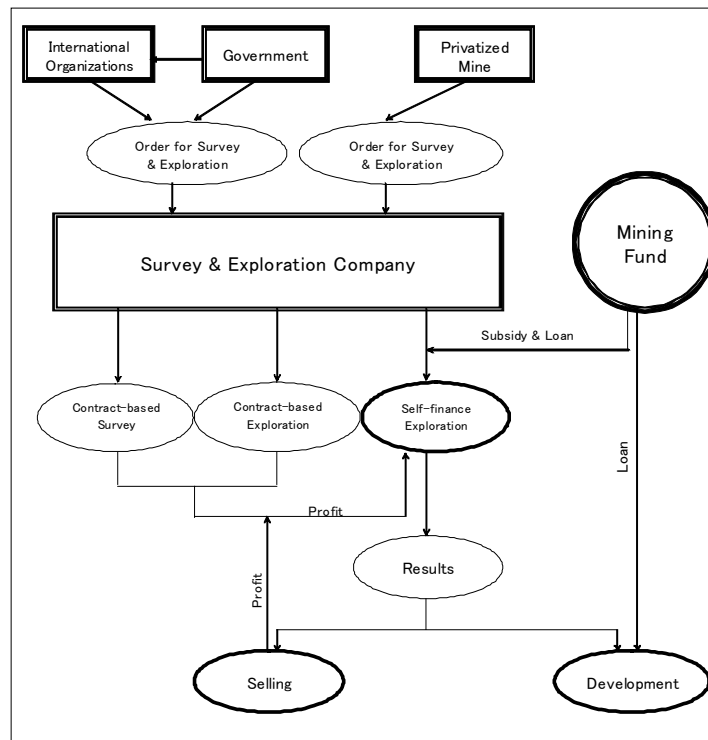 International
Organizations
Government
Privatized
Mine
Order for Survey
& Exploration
Order for Survey
& Exploration
Mining
Fund
Survey & Exploration Company
Subsidy & Loan
Contract-based
Survey
Contract-based
Exploration
Self-finance
Exploration
Loan
Profit
Results
Profit
Selling
Development